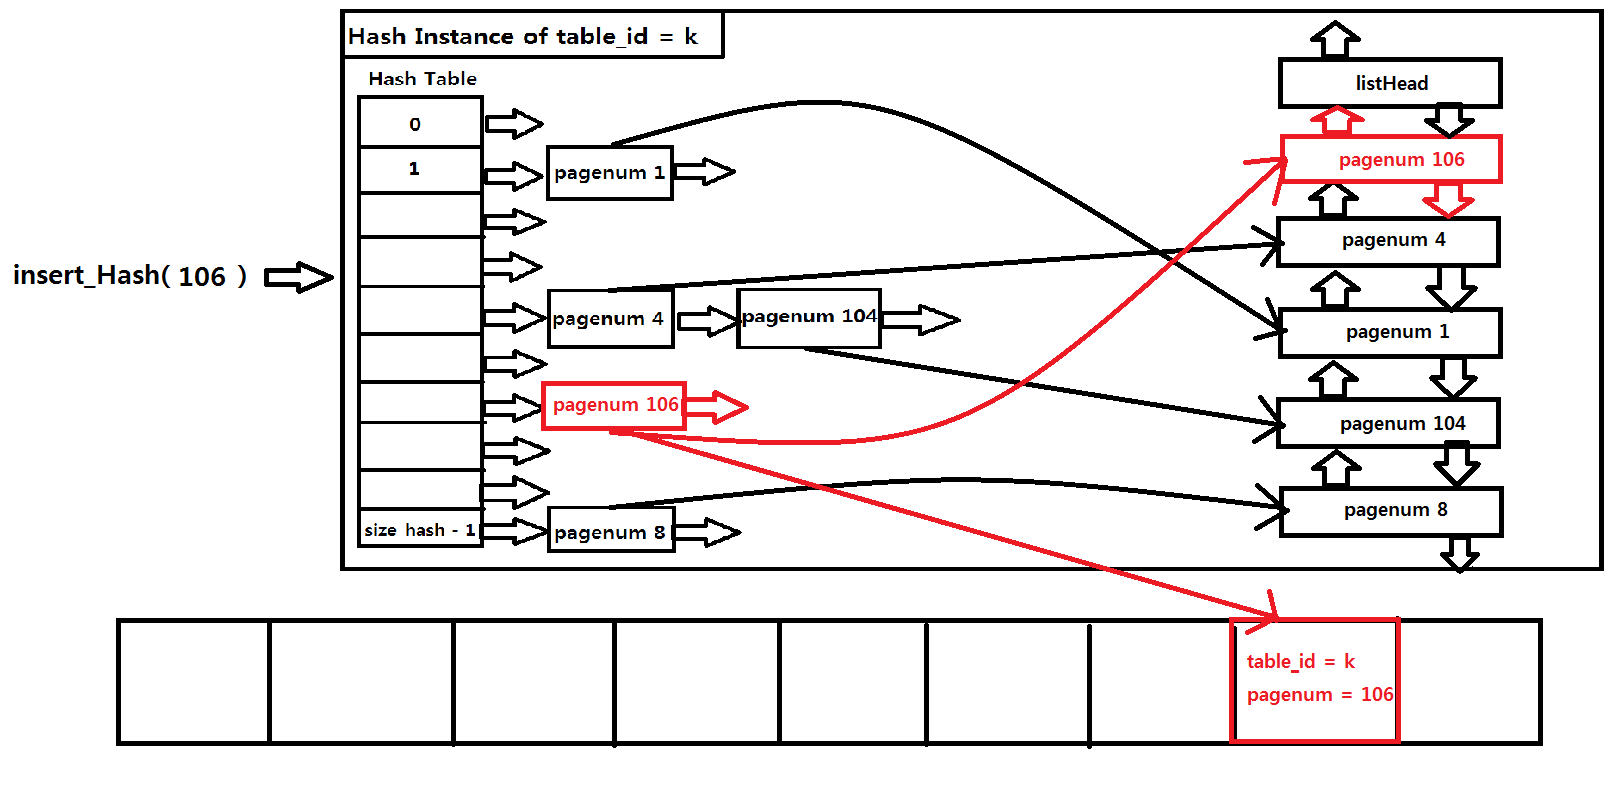 Hash Instance of table_id = k
Hash Table
0
1
size hash - 1
insert_Hash( 106 )
pagenum 1
pagenum 4
pagenum 104
pagenum 106
pagenum 8
listHead
pagenum 106
pagenum 4
pagenum 1
pagenum 104
pagenum 8
table_id = k
pagenum = 106